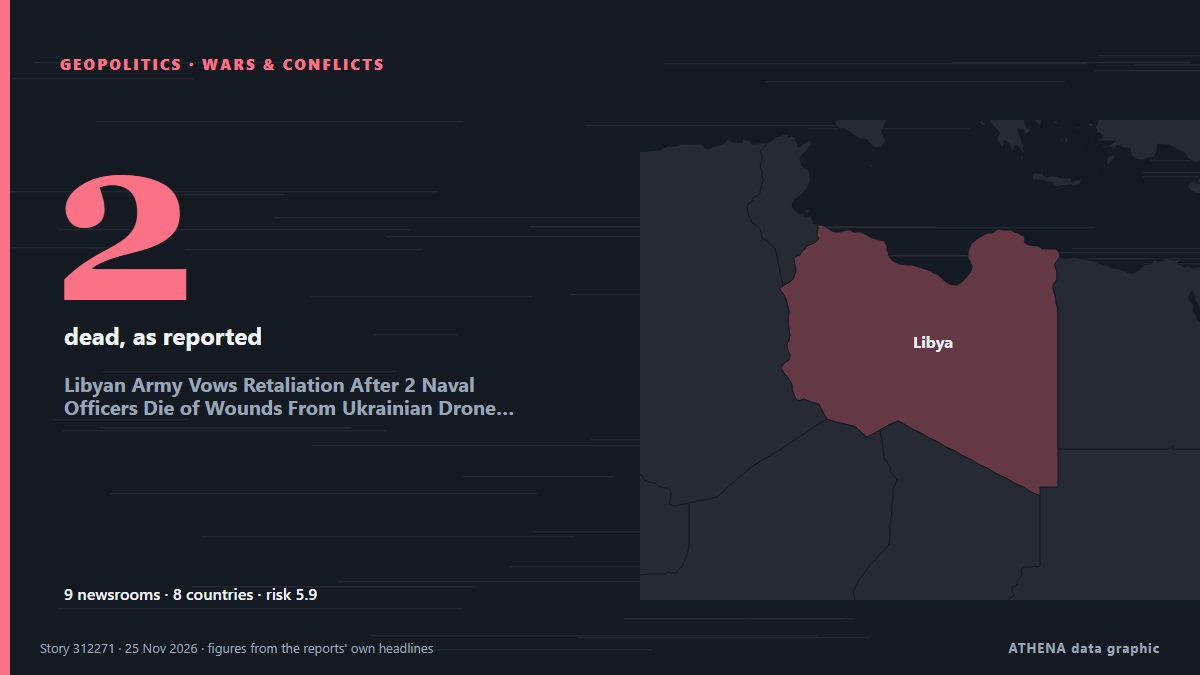 GEOPOLITICS · WARS & CONFLICTS
2
dead, as reported
Libyan Army Vows Retaliation After 2 Naval
Officers Die of Wounds From Ukrainian Drone…
Libya
9 newsrooms · 8 countries · risk 5.9
Story 312271 · 25 Nov 2026 · figures from the reports' own headlines
ATHENA data graphic